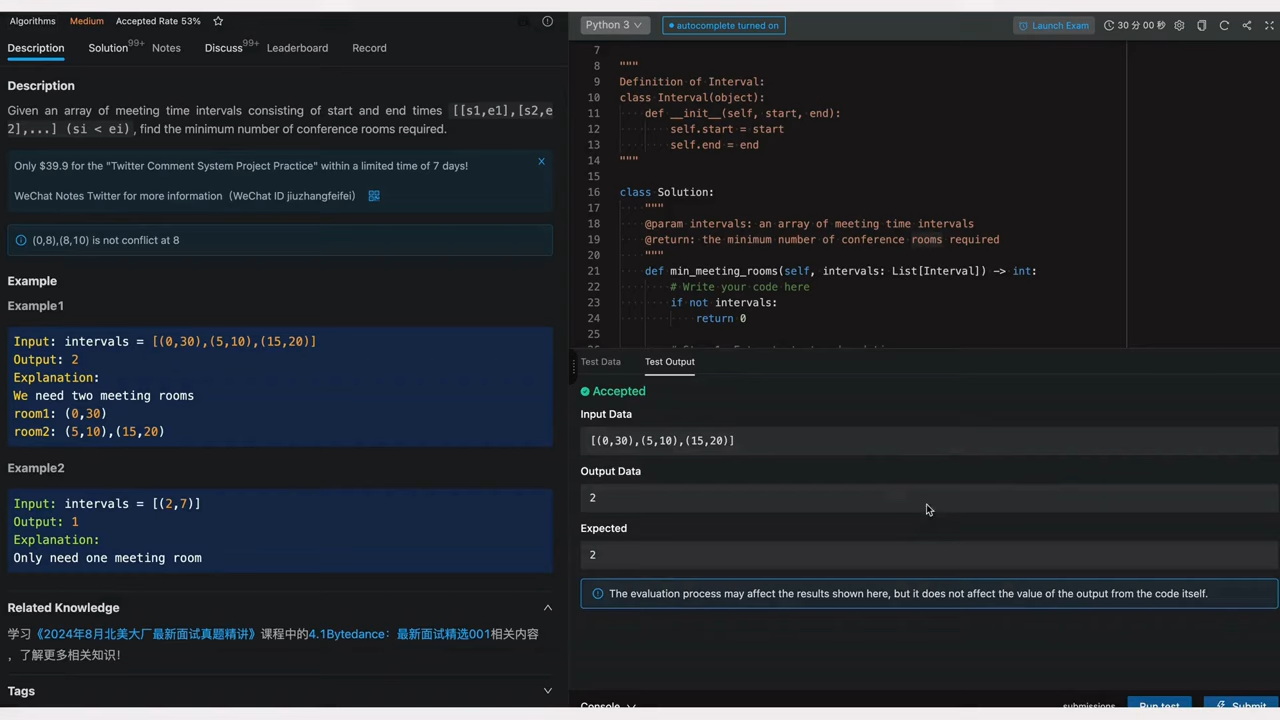 Algorithms Medium Accepted Rate 53%
Description Solution 99+ Notes Discuss 99+ Leaderboard Record
Description
Given an array of meeting time intervals consisting of start and end times [[s1,e1],[s2,e
2],...] (si < ei), find the minimum number of conference rooms required.
Only $39.9 for the "Twitter Comment System Project Practice" within a limited time of 7 days!
WeChat Notes Twitter for more information（WeChat ID jiuzhangfeifei）
(0,8),(8,10) is not conflict at 8
Example
Example1
Input: intervals = [(0,30),(5,10),(15,20)]
Output: 2
Explanation:
We need two meeting rooms
room1: (0,30)
room2: (5,10),(15,20)
Example2
Input: intervals = [(2,7)]
Output: 1
Explanation:
Only need one meeting room
Related Knowledge
学习《2024年8月北美大厂最新面试真题精讲》课程中的4.1Bytedance：最新面试精选001相关内容
，了解更多相关知识！
Tags
Python 3 autocomplete turned on Launch Exam 30 分 00 秒
7
8 """
9 Definition of Interval:
10 class Interval(object):
11 def __init__(self, start, end):
12 self.start = start
13 self.end = end
14 """
15
16 class Solution:
17 """
18 @param intervals: an array of meeting time intervals
19 @return: the minimum number of conference rooms required
20 """
21 def min_meeting_rooms(self, intervals: List[Interval]) -> int:
22 # Write your code here
23 if not intervals:
24 return 0
25
Test Data Test Output
Accepted
Input Data
[(0,30),(5,10),(15,20)]
Output Data
2
Expected
2
The evaluation process may affect the results shown here, but it does not affect the value of the output from the code itself.
Console submissions Run test Submit